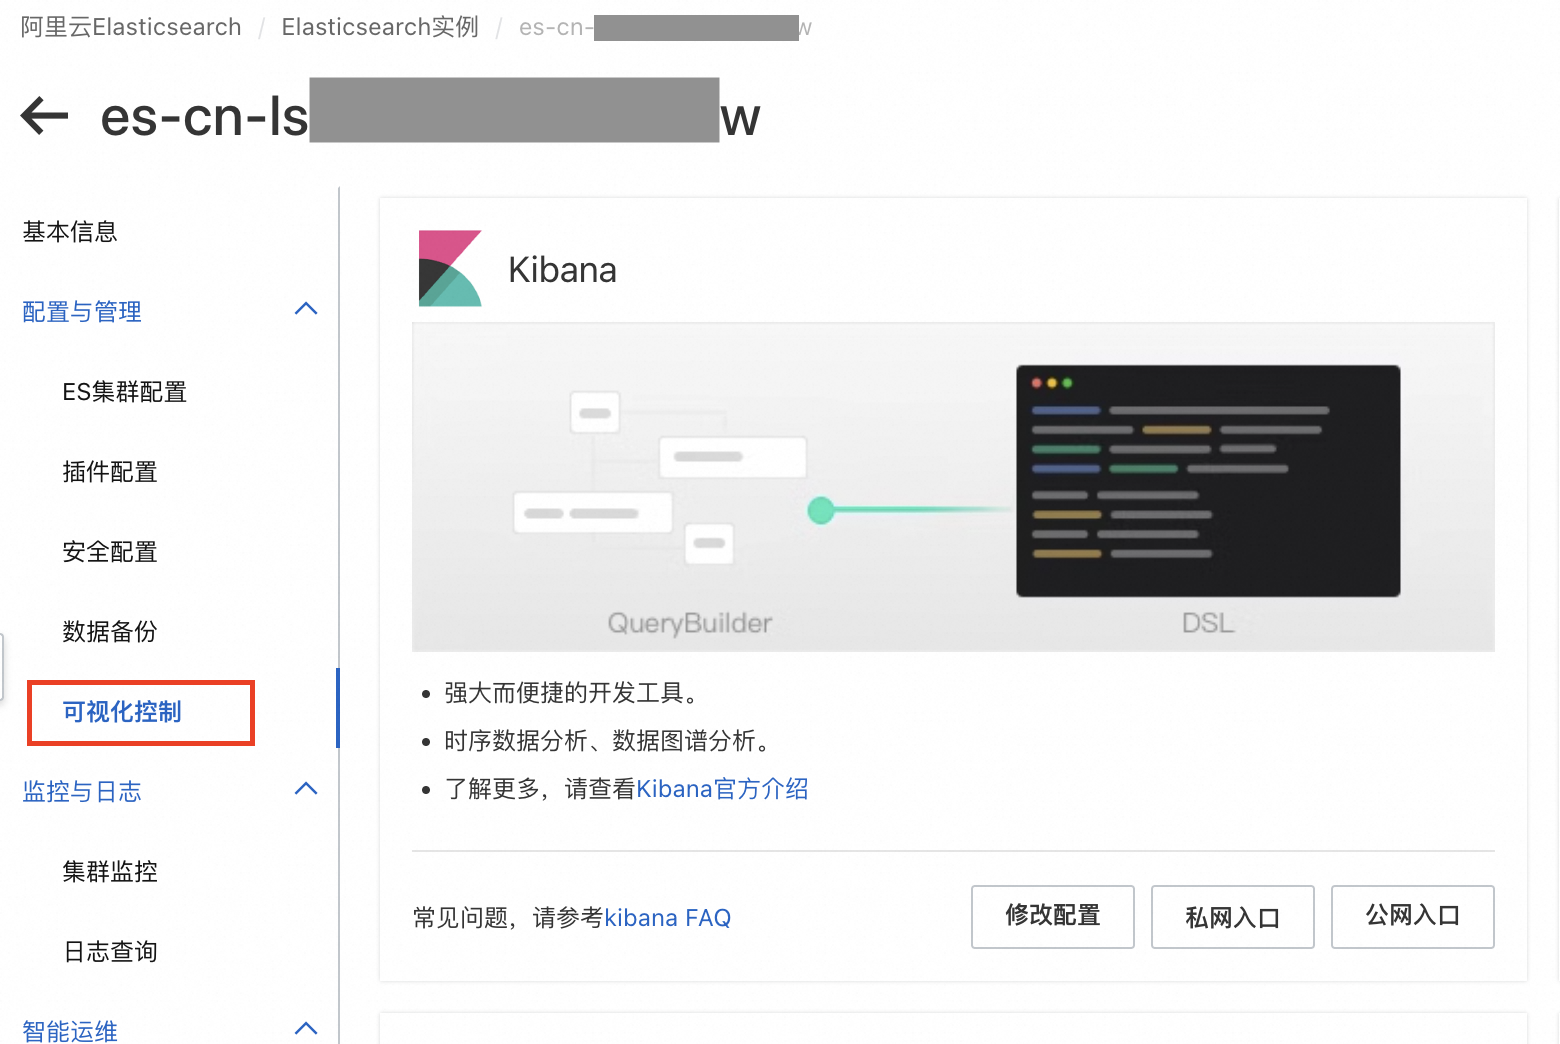 阿里云Elasticsearch / Elasticsearch实例 / es-cn- w
es-cn-ls w
基本信息
配置与管理
ES集群配置
插件配置
安全配置
数据备份
可视化控制
监控与日志
集群监控
日志查询
智能运维
Kibana
QueryBuilder
DSL
强大而便捷的开发工具。
时序数据分析、数据图谱分析。
了解更多，请查看Kibana官方介绍
常见问题，请参考kibana FAQ
修改配置
私网入口
公网入口